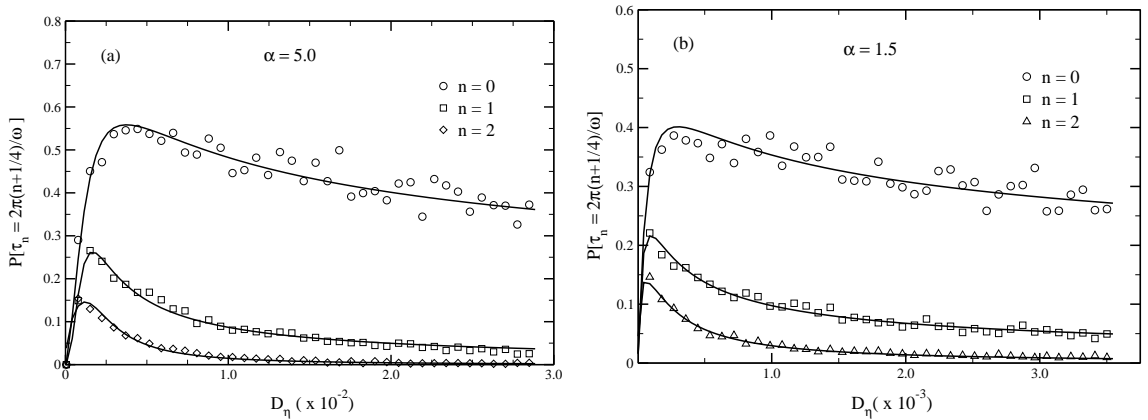 P[τn = 2π(n+1/4)/ω]
0.8
0.7
0.6
0.5
0.4
0.3
0.2
0.1
0
(a)
α = 5.0
n = 0
n = 1
n = 2
0
1.0
2.0
3.0
Dη ( x 10-2)
P[τn = 2π(n+1/4)/ω]
0.6
0.5
0.4
0.3
0.2
0.1
0
(b)
α = 1.5
n = 0
n = 1
n = 2
1.0
2.0
3.0
Dη ( x 10-3)